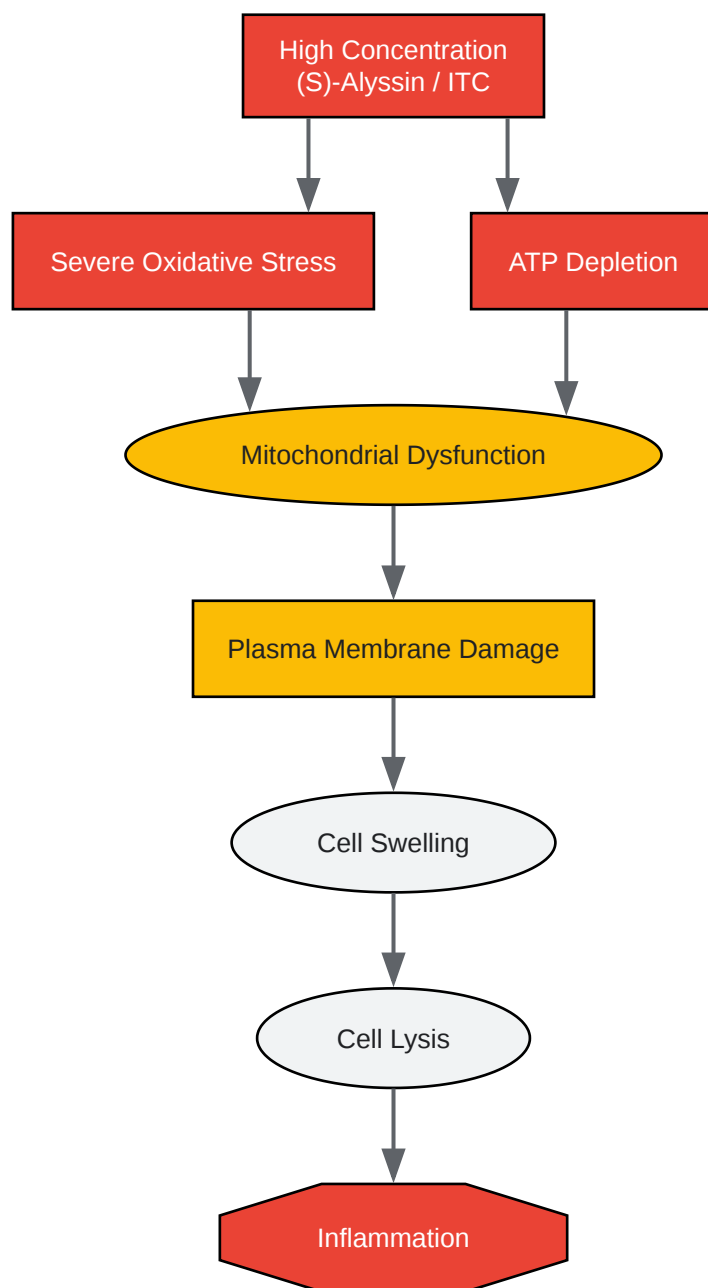 High Concentration
(S)-Alyssin / ITC
Severe Oxidative Stress
ATP Depletion
Mitochondrial Dysfunction
Plasma Membrane Damage
Cell Swelling
Cell Lysis
Inflammation